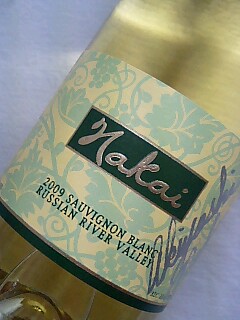 Nakai
2009 SAUVIGNON BLANC
RUSSIAN RIVER VALLEY